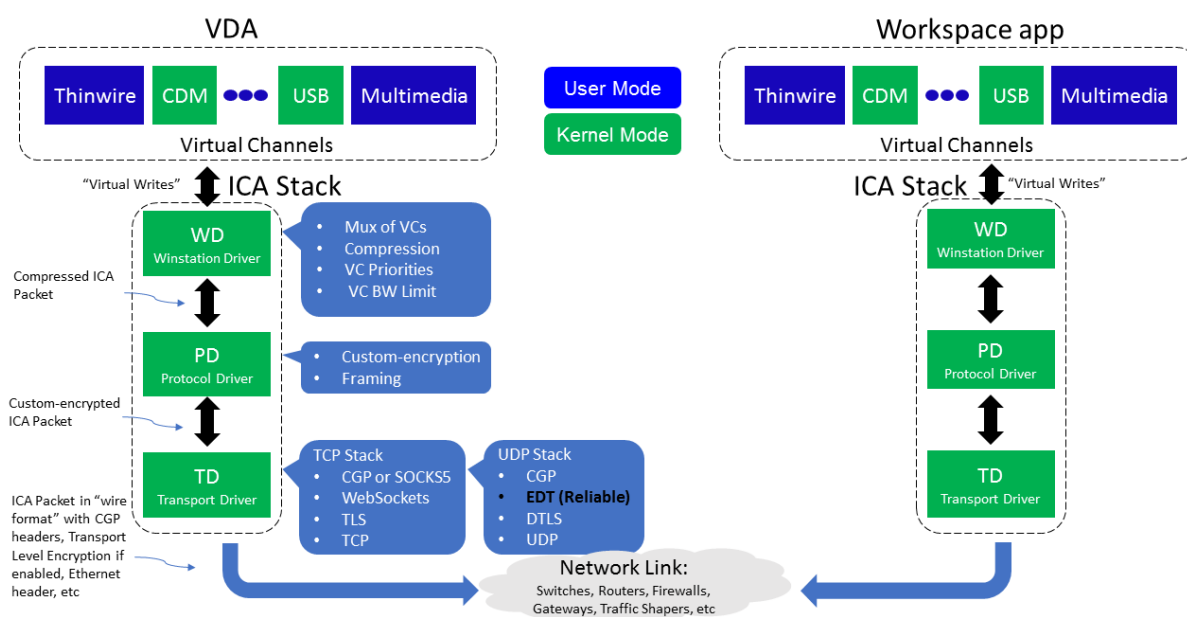 VDA
Thinwire
CDM
USB
Multimedia
Virtual Channels
User Mode
Kernel Mode
Workspace app
Thinwire
CDM
USB
Multimedia
Virtual Channels
“Virtual Writes”
ICA Stack
WD
Winstation Driver
• Mux of VCs
• Compression
• VC Priorities
• VC BW Limit
Compressed ICA
Packet
PD
Protocol Driver
• Custom-encryption
• Framing
Custom-encrypted
ICA Packet
TD
Transport Driver
TCP Stack
• CGP or SOCKS5
• WebSockets
• TLS
• TCP
UDP Stack
• CGP
• EDT (Reliable)
• DTLS
• UDP
ICA Packet in “wire
format” with CGP
headers, Transport
Level Encryption if
enabled, Ethernet
header, etc
ICA Stack
“Virtual Writes”
WD
Winstation Driver
PD
Protocol Driver
TD
Transport Driver
Network Link:
Switches, Routers, Firewalls,
Gateways, Traffic Shapers, etc